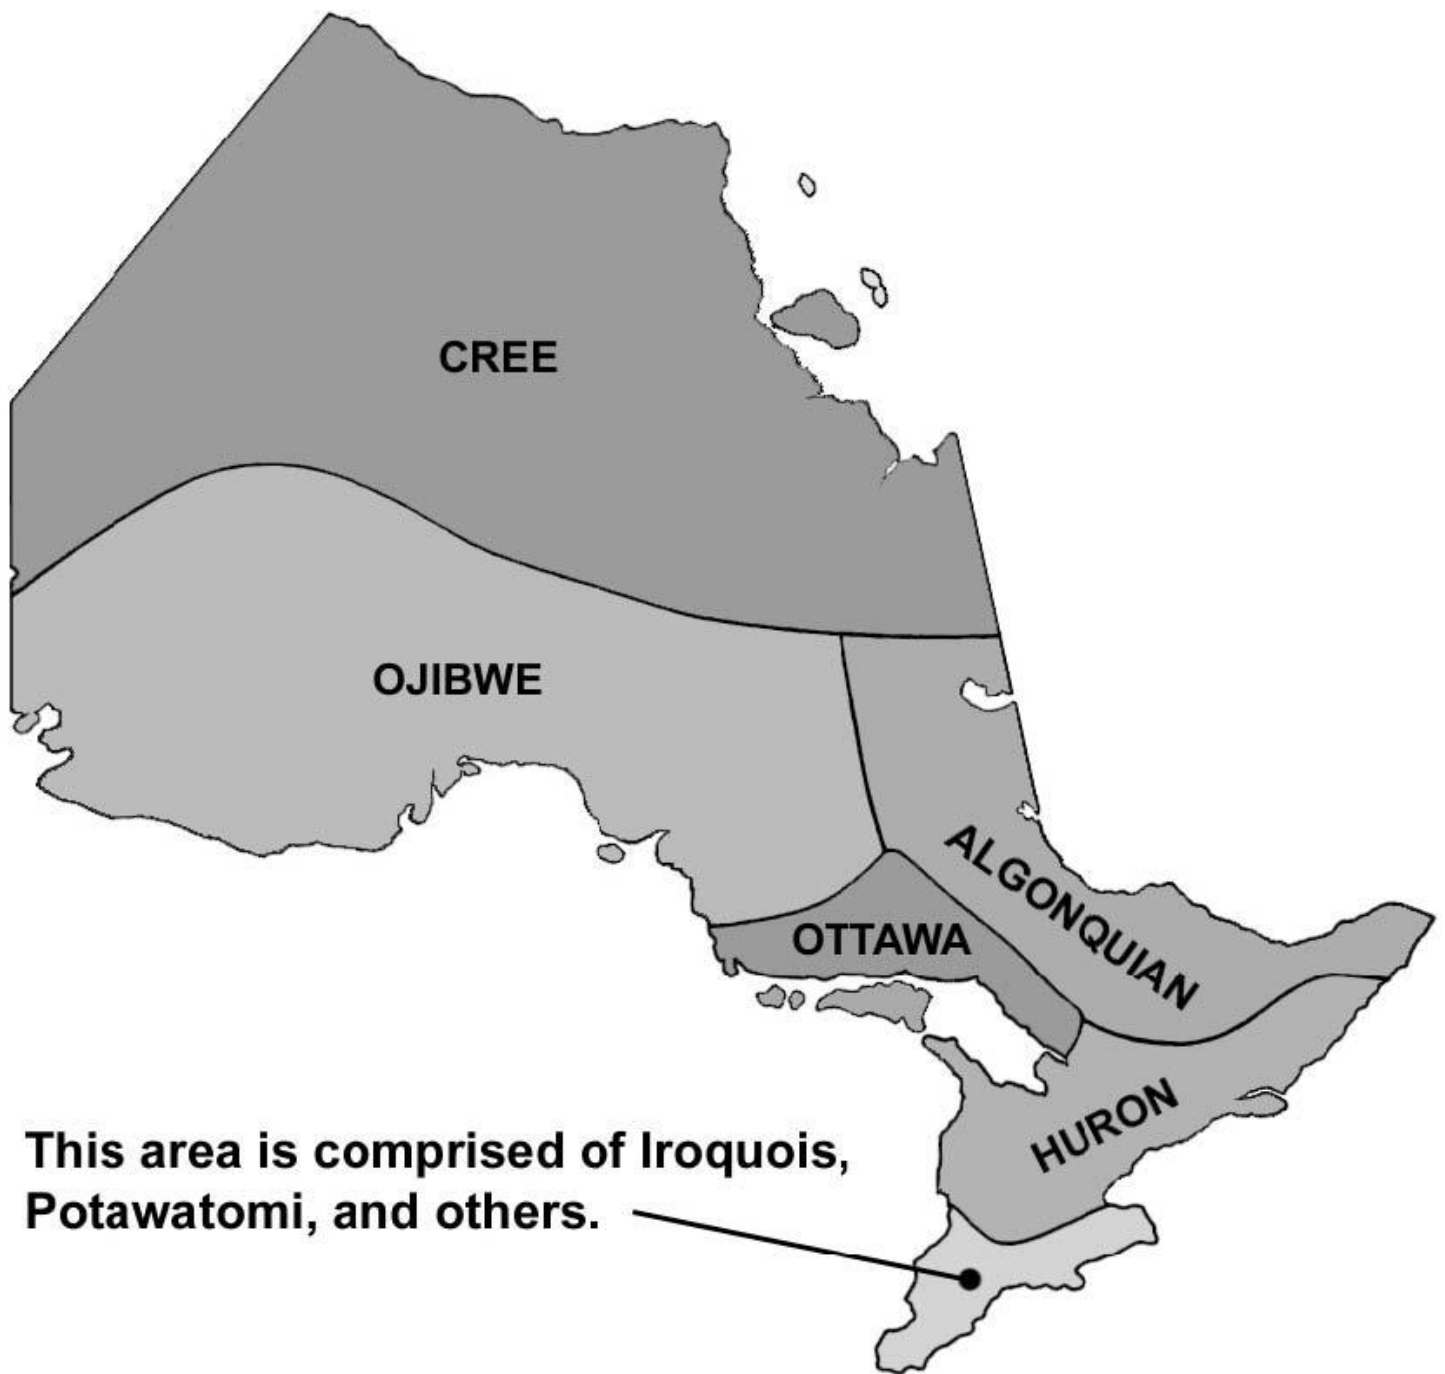 CREE
OJIBWE
ALGONQUIAN
OTTAWA
HURON
This area is comprised of Iroquois,
Potawatomi, and others.